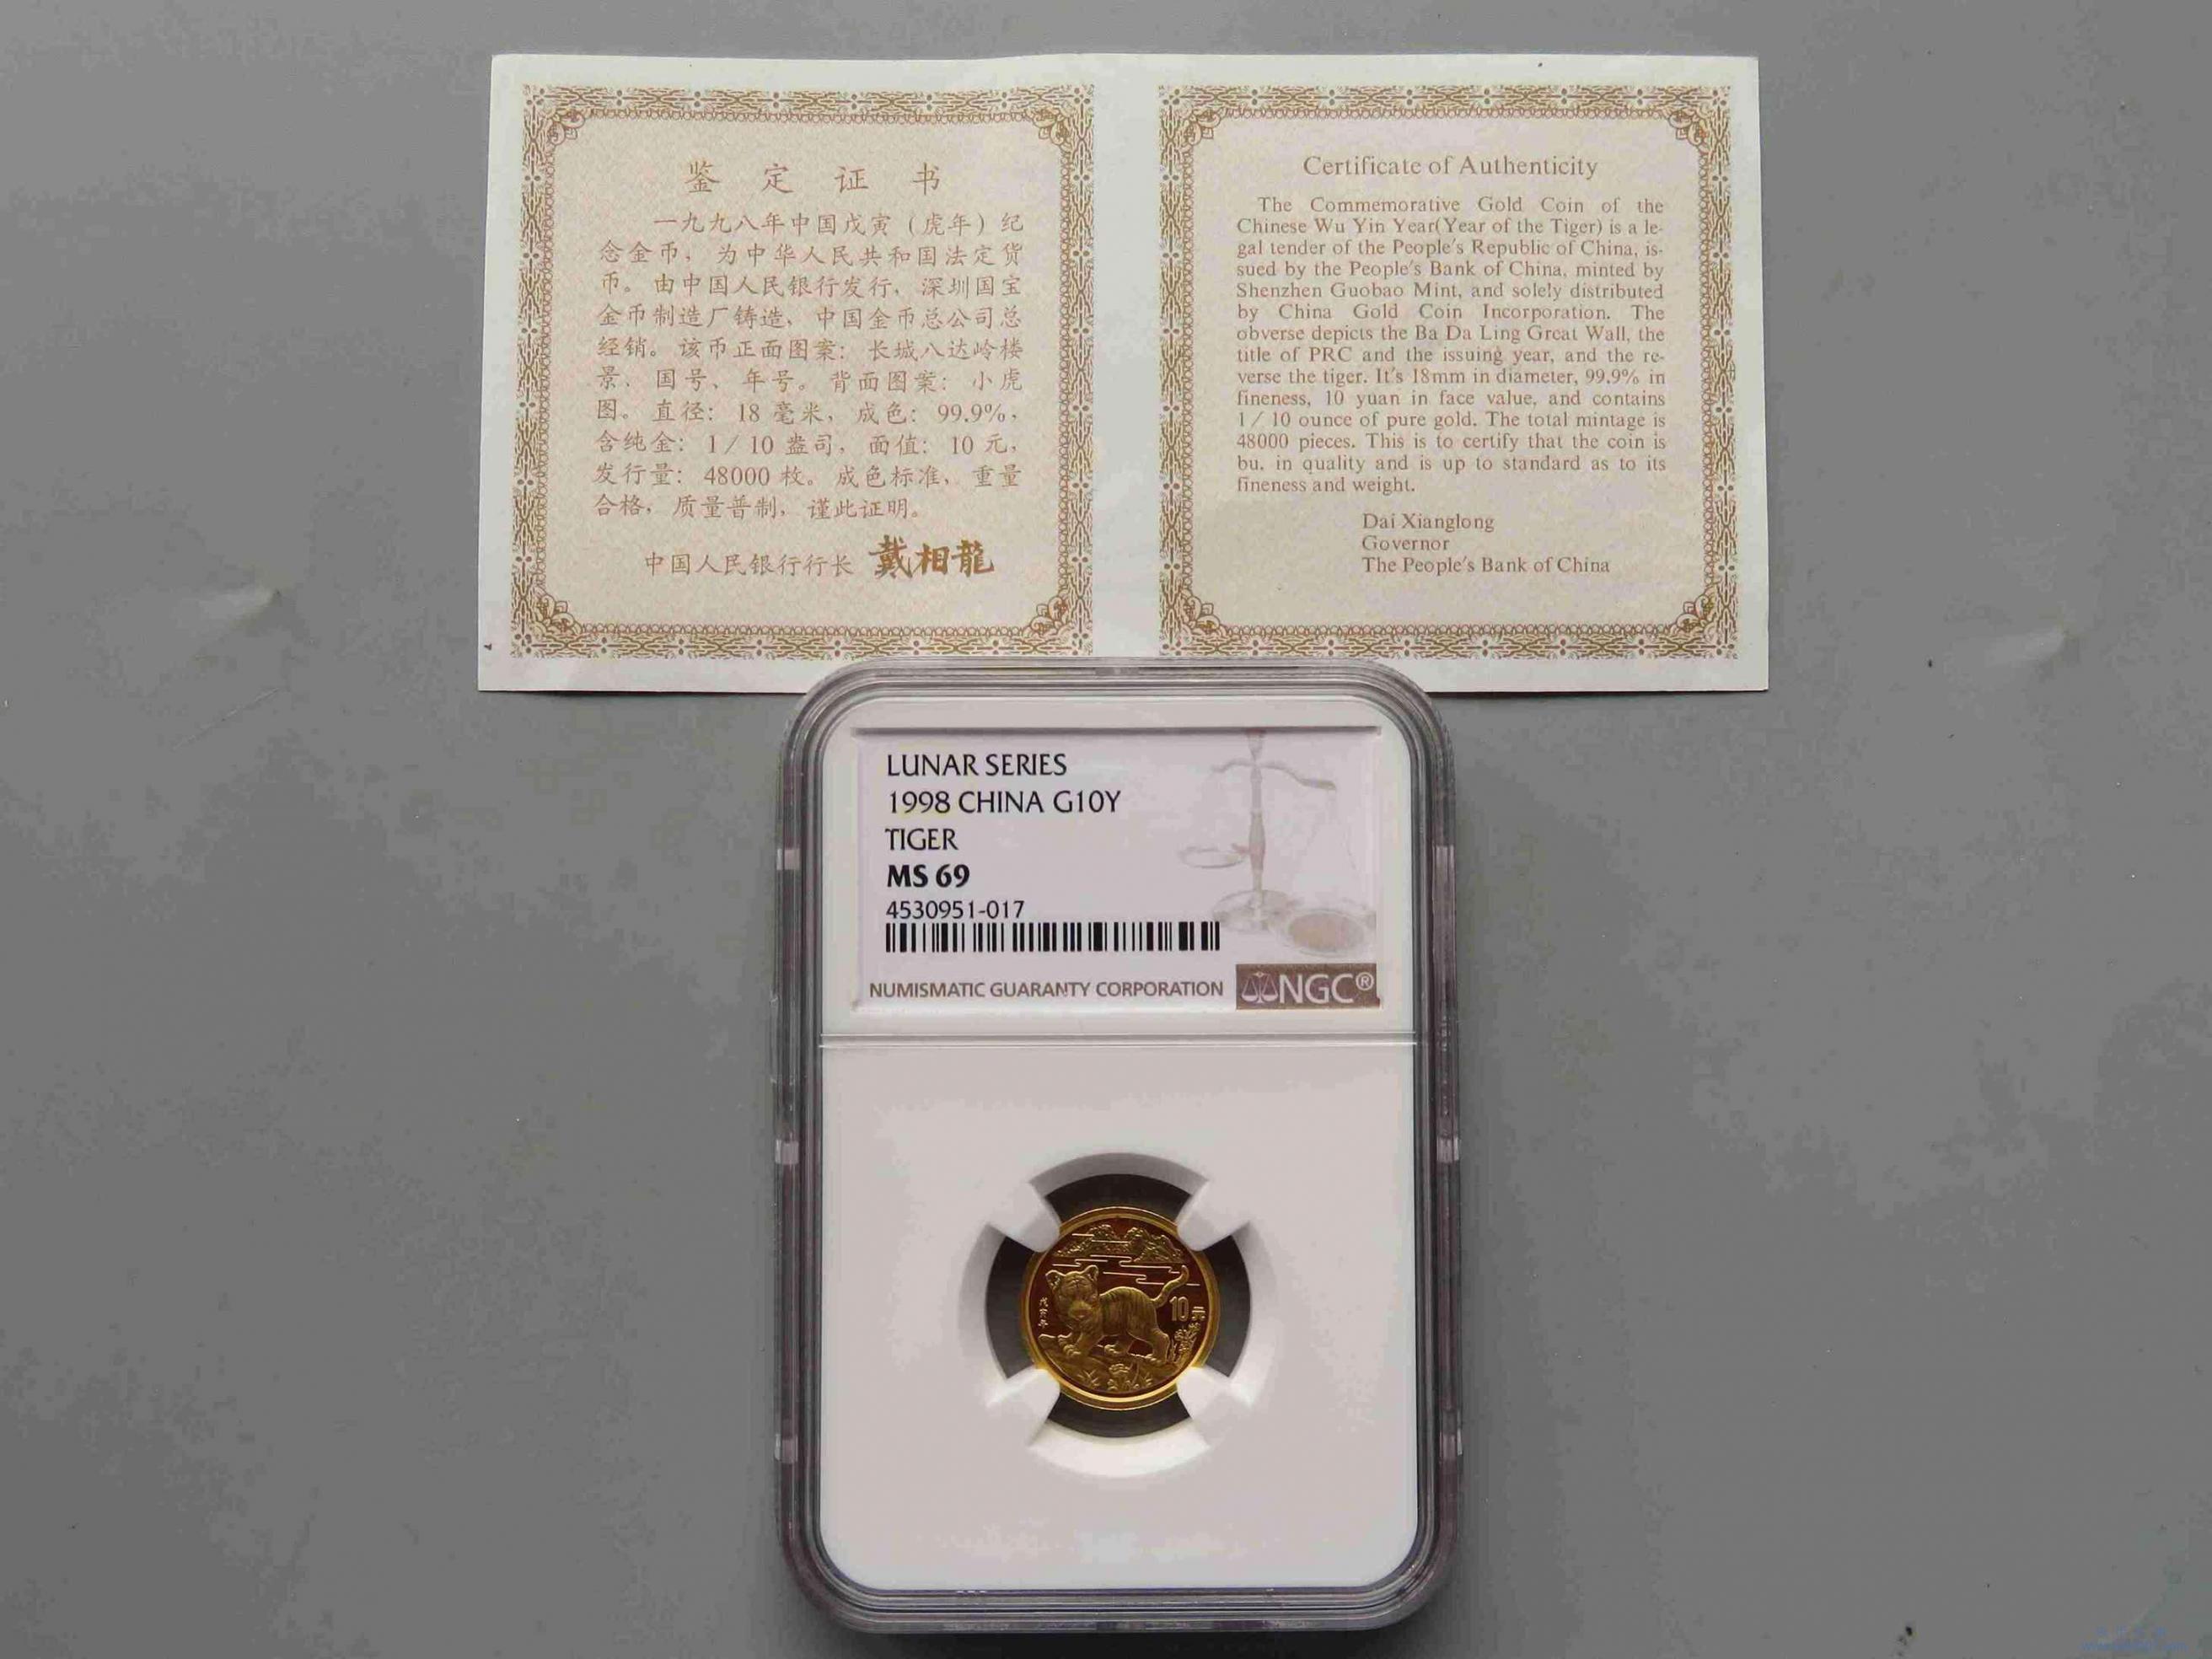 鉴定证书
一九九八年中国戊寅（虎年）纪
念金币，为中华人民共和国法定货
币。由中国人民银行发行，深圳国宝
金币制造厂铸造，中国金币总公司总
经销。该币正面图案：长城八达岭楼
景、国号、年号。背面图案：小虎
图。直径：18毫米，成色：99.9%，
含纯金：1/10盎司，面值：10元，
发行量：48000枚。成色标准，重量
合格，质量普制，谨此证明。
中国人民银行行长 戴相龍
Certificate of Authenticity
The Commemorative Gold Coin of the
Chinese Wu Yin Year(Year of the Tiger) is a le-
gal tender of the People's Republic of China, is-
sued by the People's Bank of China, minted by
Shenzhen Guobao Mint, and solely distributed
by China Gold Coin Incorporation. The
obverse depicts the Ba Da Ling Great Wall, the
title of PRC and the issuing year, and the re-
verse the tiger. It's 18mm in diameter, 99.9% in
fineness, 10 yuan in face value, and contains
1/10 ounce of pure gold. The total mintage is
48000 pieces. This is to certify that the coin is
bu. in quality and is up to standard as to its
fineness and weight.
Dai Xianglong
Governor
The People's Bank of China
LUNAR SERIES
1998 CHINA G10Y
TIGER
MS 69
4530951-017
NUMISMATIC GUARANTY CORPORATION NGC®
戊寅年
10元